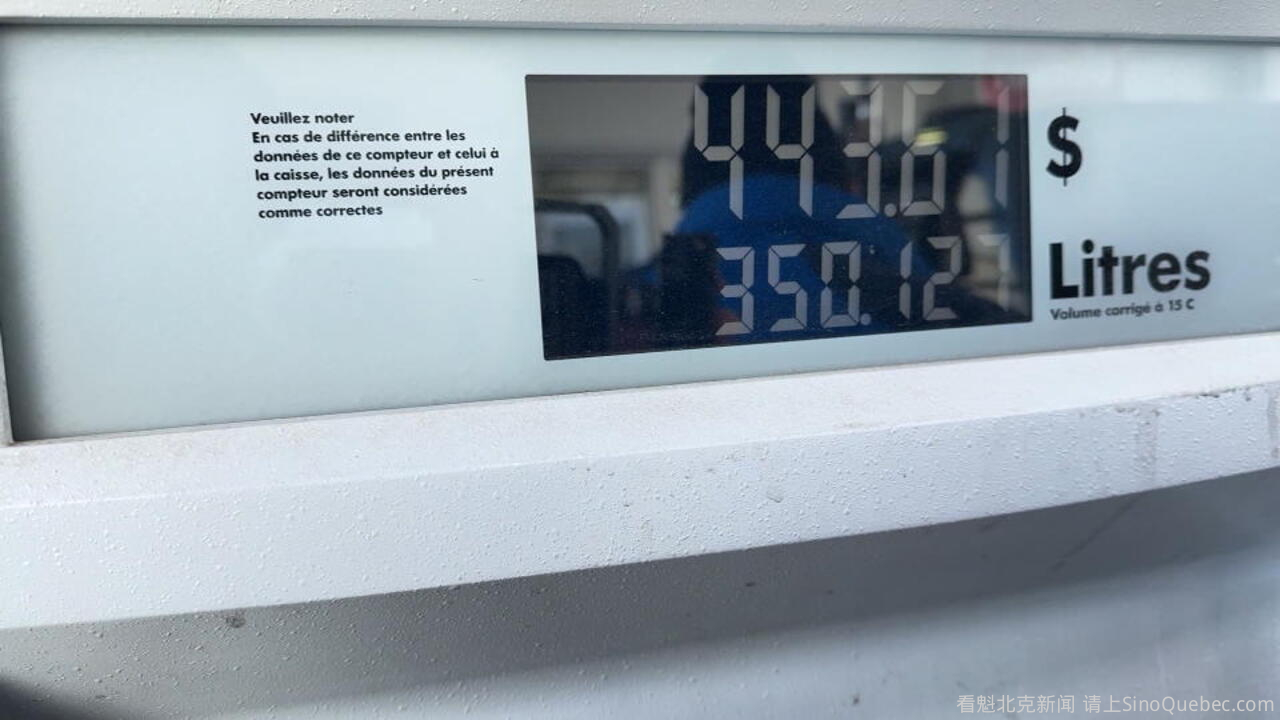 Veuillez noter
En cas de différence entre les
données de ce compteur et celui à
la caisse, les données du présent
compteur seront considérées
comme correctes
443.61
$
350.127
Litres
Volume corrigé à 15 C
看魁北克新闻 请上SinoQuebec.com